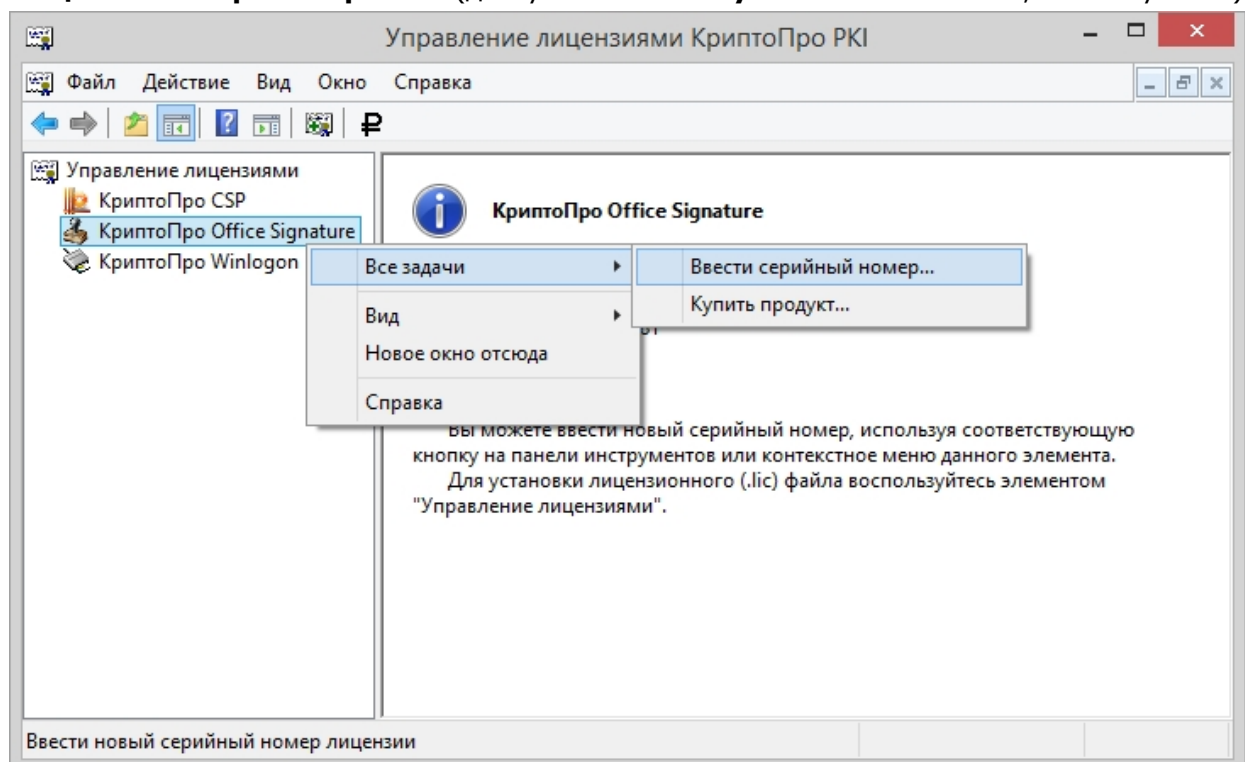 Управление лицензиями КриптоПро PKI
Файл Действие Вид Окно Справка
Управление лицензиями
КриптоПро CSP
КриптоПро Office Signature
КриптоПро Winlogon
КриптоПро Office Signature
Все задачи
Вид
Новое окно отсюда
Справка
Ввести серийный номер...
Купить продукт...
Вы можете ввести новый серийный номер, используя соответствующую
кнопку на панели инструментов или контекстное меню данного элемента.
Для установки лицензионного (.lic) файла воспользуйтесь элементом
"Управление лицензиями".
Ввести новый серийный номер лицензии